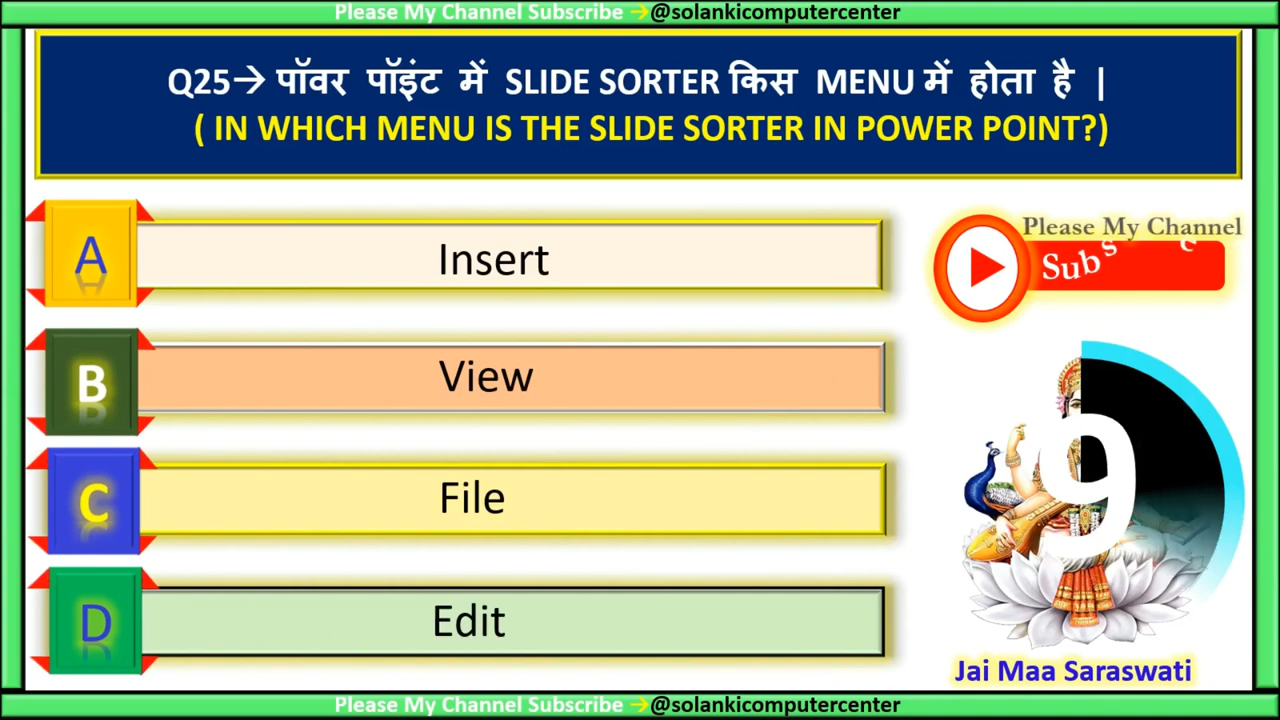 Please My Channel Subscribe →@solankicomputercenter
Q25→ पॉवर पॉइंट में SLIDE SORTER किस MENU में होता है |
( IN WHICH MENU IS THE SLIDE SORTER IN POWER POINT?)
A Insert
B View
C File
D Edit
Please My Channel
Subs c
9
Jai Maa Saraswati
Please My Channel Subscribe →@solankicomputercenter